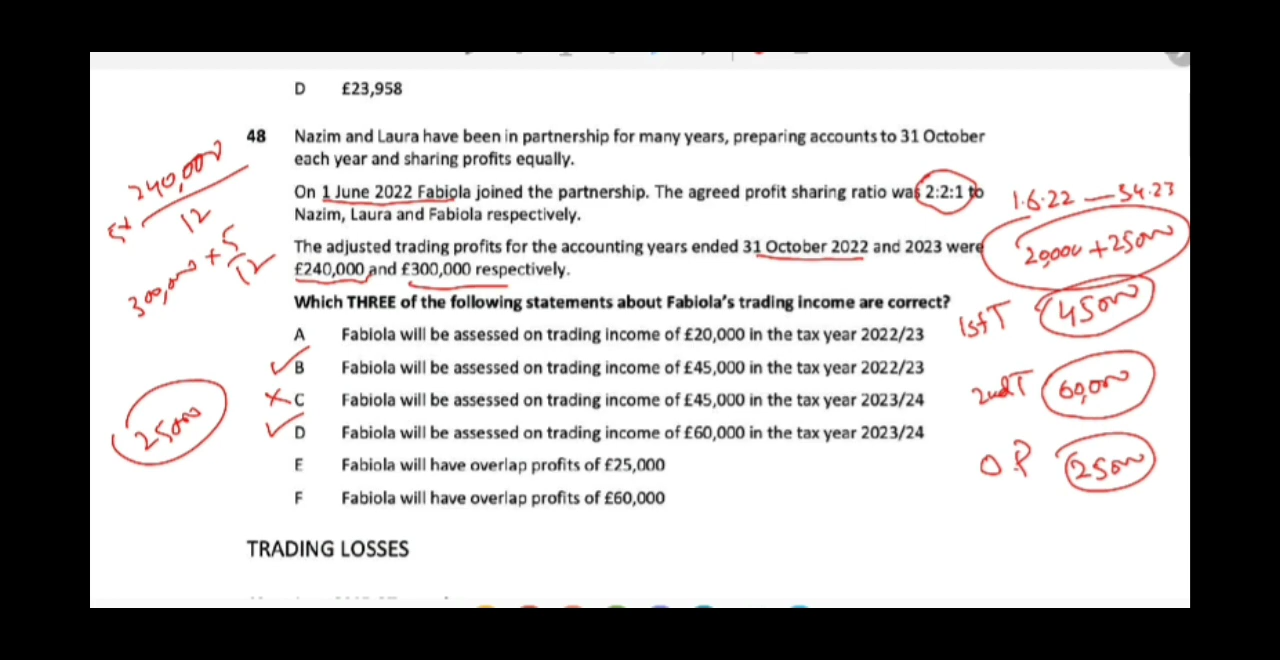 D £23,958
48 Nazim and Laura have been in partnership for many years, preparing accounts to 31 October
each year and sharing profits equally.
On 1 June 2022 Fabiola joined the partnership. The agreed profit sharing ratio was 2:2:1 to
Nazim, Laura and Fabiola respectively.
The adjusted trading profits for the accounting years ended 31 October 2022 and 2023 were
£240,000 and £300,000 respectively.
Which THREE of the following statements about Fabiola's trading income are correct?
A Fabiola will be assessed on trading income of £20,000 in the tax year 2022/23
B Fabiola will be assessed on trading income of £45,000 in the tax year 2022/23
C Fabiola will be assessed on trading income of £45,000 in the tax year 2023/24
D Fabiola will be assessed on trading income of £60,000 in the tax year 2023/24
E Fabiola will have overlap profits of £25,000
F Fabiola will have overlap profits of £60,000
TRADING LOSSES
240,000
12
300,000 + 5
12
25000
1.6.22 — 5.4.23
20,000 + 25000
1st T 45000
2nd T 60,000
O.P 25000